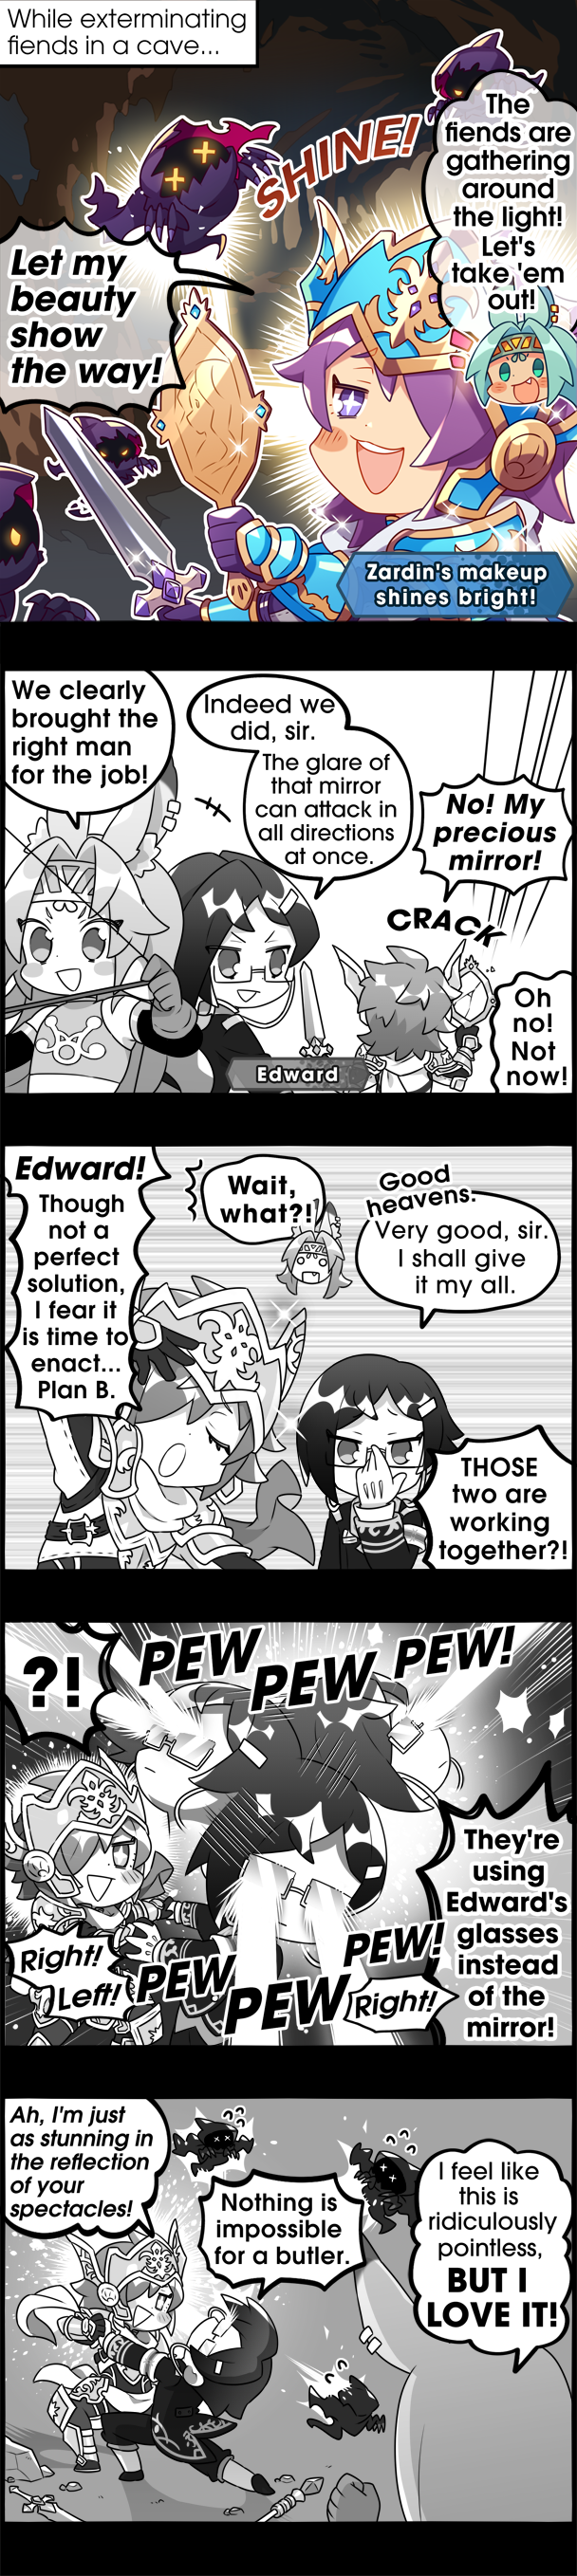 While exterminating
fiends in a cave...
The
fiends are
gathering
around
the light!
Let's
take 'em
out!
SHINE!
Let my
beauty
show
the way!
Zardin's makeup
shines bright!
We clearly
brought the
right man
for the job!
Indeed we
did, sir.
The glare of
that mirror
can attack in
all directions
at once.
No! My
precious
mirror!
CRACK
Oh
no!
Not
now!
Edward
Edward!
Though
not a
perfect
solution,
I fear it
is time to
enact...
Plan B.
Wait,
what?!
Good
heavens.
Very good, sir.
I shall give
it my all.
THOSE
two are
working
together?!
?!
PEW
PEW
PEW!
They're
using
Edward's
glasses
instead
of the
mirror!
Right!
Left!
PEW
PEW
PEW!
Right!
Ah, I'm just
as stunning in
the reflection
of your
spectacles!
Nothing is
impossible
for a butler.
I feel like
this is
ridiculously
pointless,
BUT I
LOVE IT!